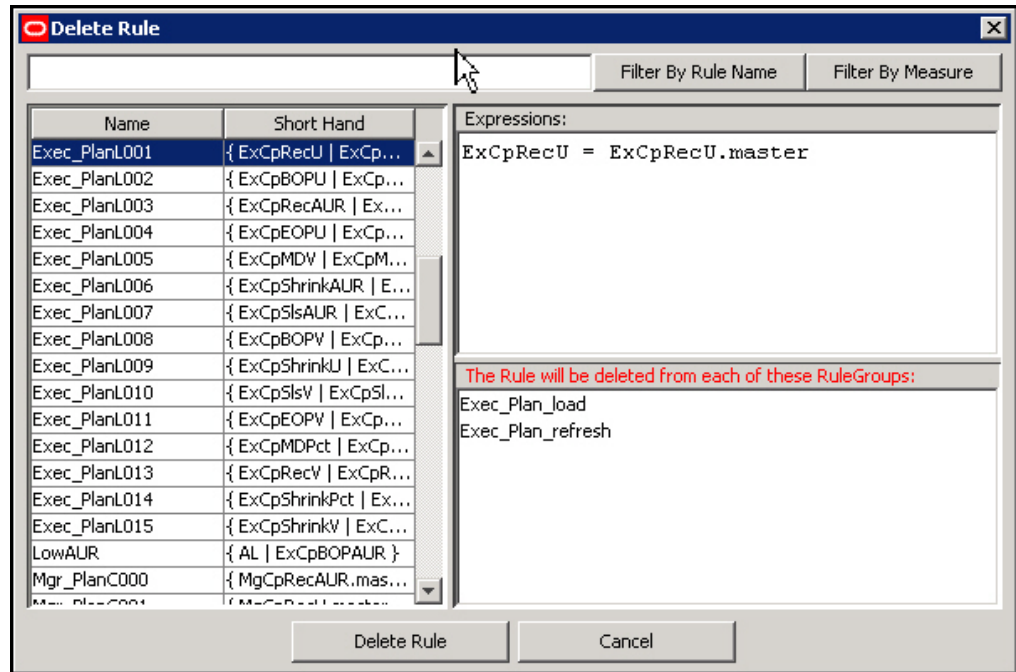 Delete Rule
Filter By Rule Name Filter By Measure
Name Short Hand
Exec_PlanL001 { ExCpRecU | ExCp...
Exec_PlanL002 { ExCpBOPU | ExCp...
Exec_PlanL003 { ExCpRecAUR | Ex...
Exec_PlanL004 { ExCpEOPU | ExCp...
Exec_PlanL005 { ExCpMDV | ExCpM...
Exec_PlanL006 { ExCpShrinkAUR | E...
Exec_PlanL007 { ExCpSlsAUR | ExC...
Exec_PlanL008 { ExCpBOPV | ExCp...
Exec_PlanL009 { ExCpShrinkU | ExC...
Exec_PlanL010 { ExCpSlsV | ExCpSl...
Exec_PlanL011 { ExCpEOPV | ExCp...
Exec_PlanL012 { ExCpMDPct | ExCp...
Exec_PlanL013 { ExCpRecV | ExCpR...
Exec_PlanL014 { ExCpShrinkPct | Ex...
Exec_PlanL015 { ExCpShrinkV | ExC...
LowAUR { AL | ExCpBOPAUR }
Mgr_PlanC000 { MgCpRecAUR.mas...
Expressions:
ExCpRecU = ExCpRecU.master
The Rule will be deleted from each of these RuleGroups:
Exec_Plan_load
Exec_Plan_refresh
Delete Rule Cancel